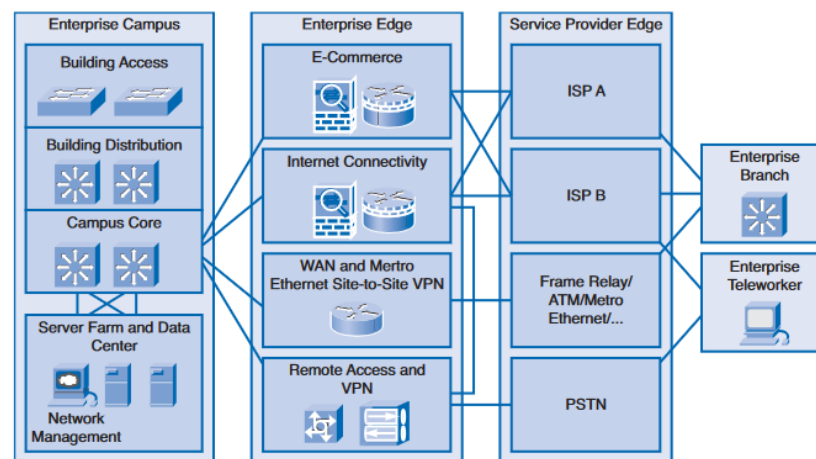 Enterprise Campus
Building Access
Building Distribution
Campus Core
Server Farm and Data
Center
Network
Management
Enterprise Edge
E-Commerce
Internet Connectivity
WAN and Mertro
Ethernet Site-to-Site VPN
Remote Access and
VPN
Service Provider Edge
ISP A
ISP B
Frame Relay/
ATM/Metro
Ethernet/...
PSTN
Enterprise
Branch
Enterprise
Teleworker